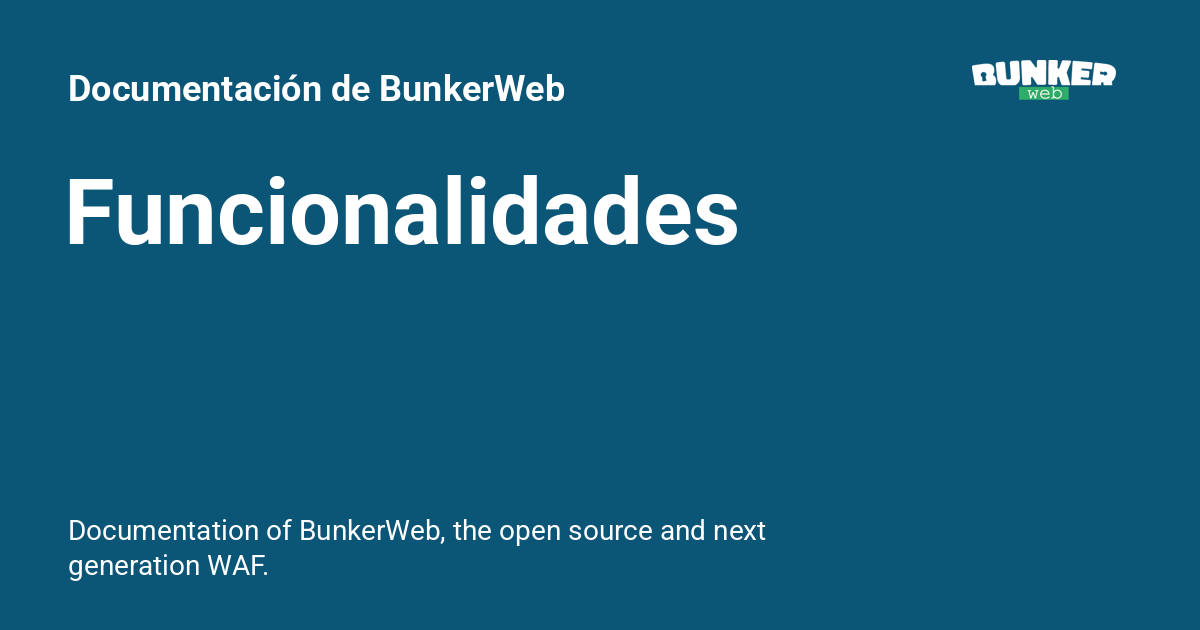 Documentación de BunkerWeb
BUNKER
web
Funcionalidades
Documentation of BunkerWeb, the open source and next
generation WAF.